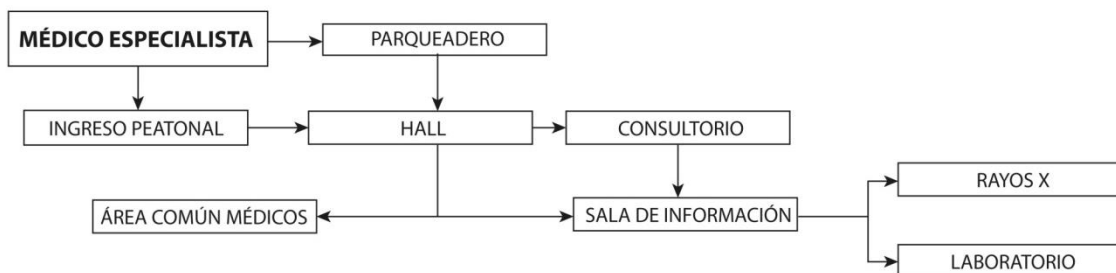 MÉDICO ESPECIALISTA
PARQUEADERO
INGRESO PEATONAL
HALL
CONSULTORIO
RAYOS X
ÁREA COMÚN MÉDICOS
SALA DE INFORMACIÓN
LABORATORIO